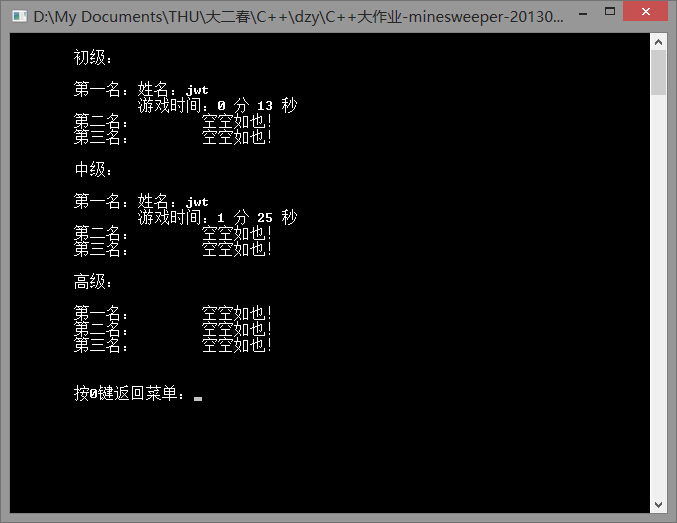 D:\My Documents\THU\大二春\C++\dzy\C++大作业-minesweeper-20130...
初级：
第一名：姓名：jwt
游戏时间：0 分 13 秒
第二名： 空空如也！
第三名： 空空如也！
中级：
第一名：姓名：jwt
游戏时间：1 分 25 秒
第二名： 空空如也！
第三名： 空空如也！
高级：
第一名： 空空如也！
第二名： 空空如也！
第三名： 空空如也！
按0键返回菜单：